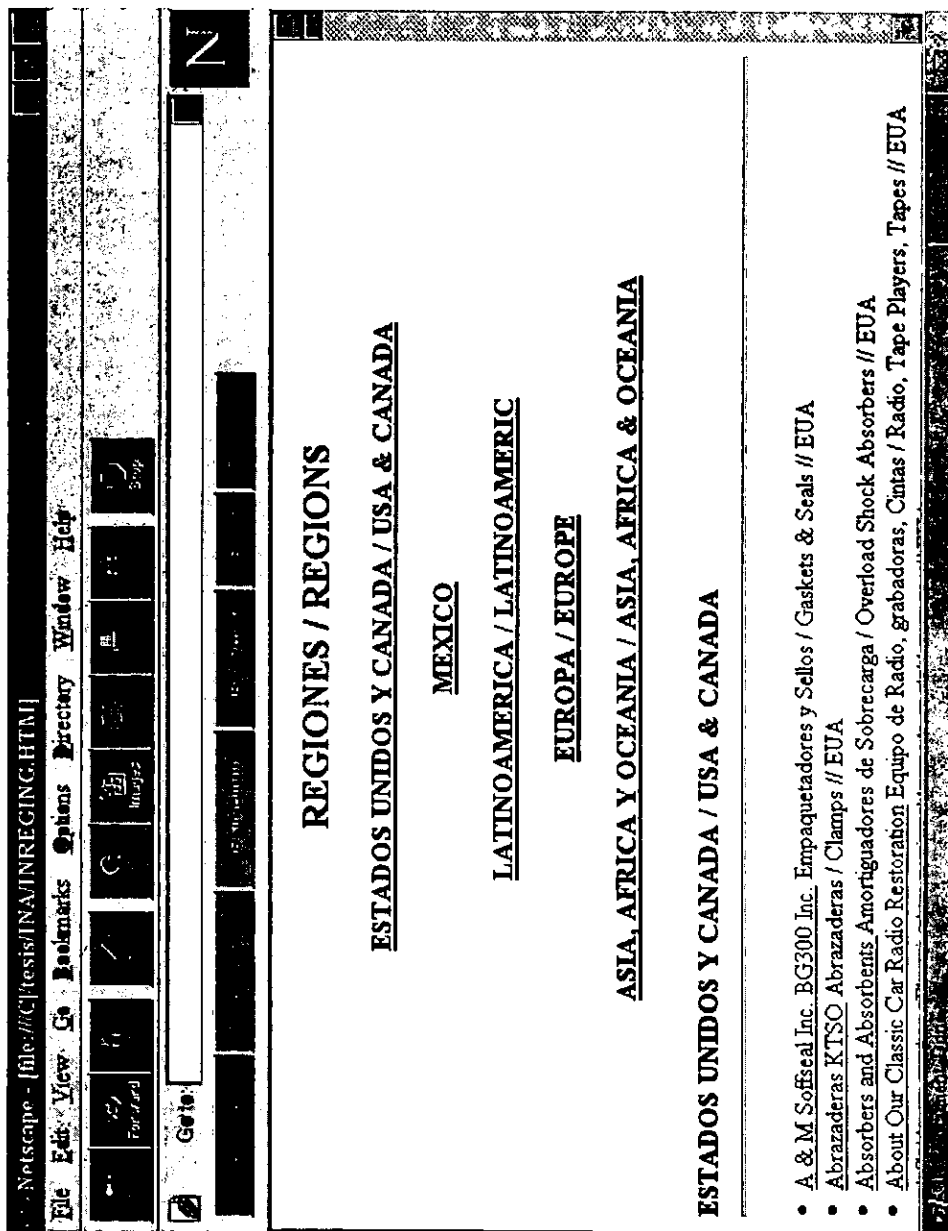 Netscape - [file:///C|/tesis/INA/INREGING.HTM]
File Edit View Go Bookmarks Options Directory Window Help
Forward Images Stop
Go to:
N
REGIONES / REGIONS
ESTADOS UNIDOS Y CANADA / USA & CANADA
MEXICO
LATINOAMERICA / LATINOAMERIC
EUROPA / EUROPE
ASIA, AFRICA Y OCEANIA / ASIA, AFRICA & OCEANIA
ESTADOS UNIDOS Y CANADA / USA & CANADA
• A & M Soffseal Inc. BG300 Inc. Empaquetadores y Sellos / Gaskets & Seals // EUA
• Abrazaderas KTSO Abrazaderas / Clamps // EUA
• Absorbers and Absorbents Amortiguadores de Sobrecarga / Overload Shock Absorbers // EUA
• About Our Classic Car Radio Restoration Equipo de Radio, grabadoras, Cintas / Radio, Tape Players, Tapes // EUA